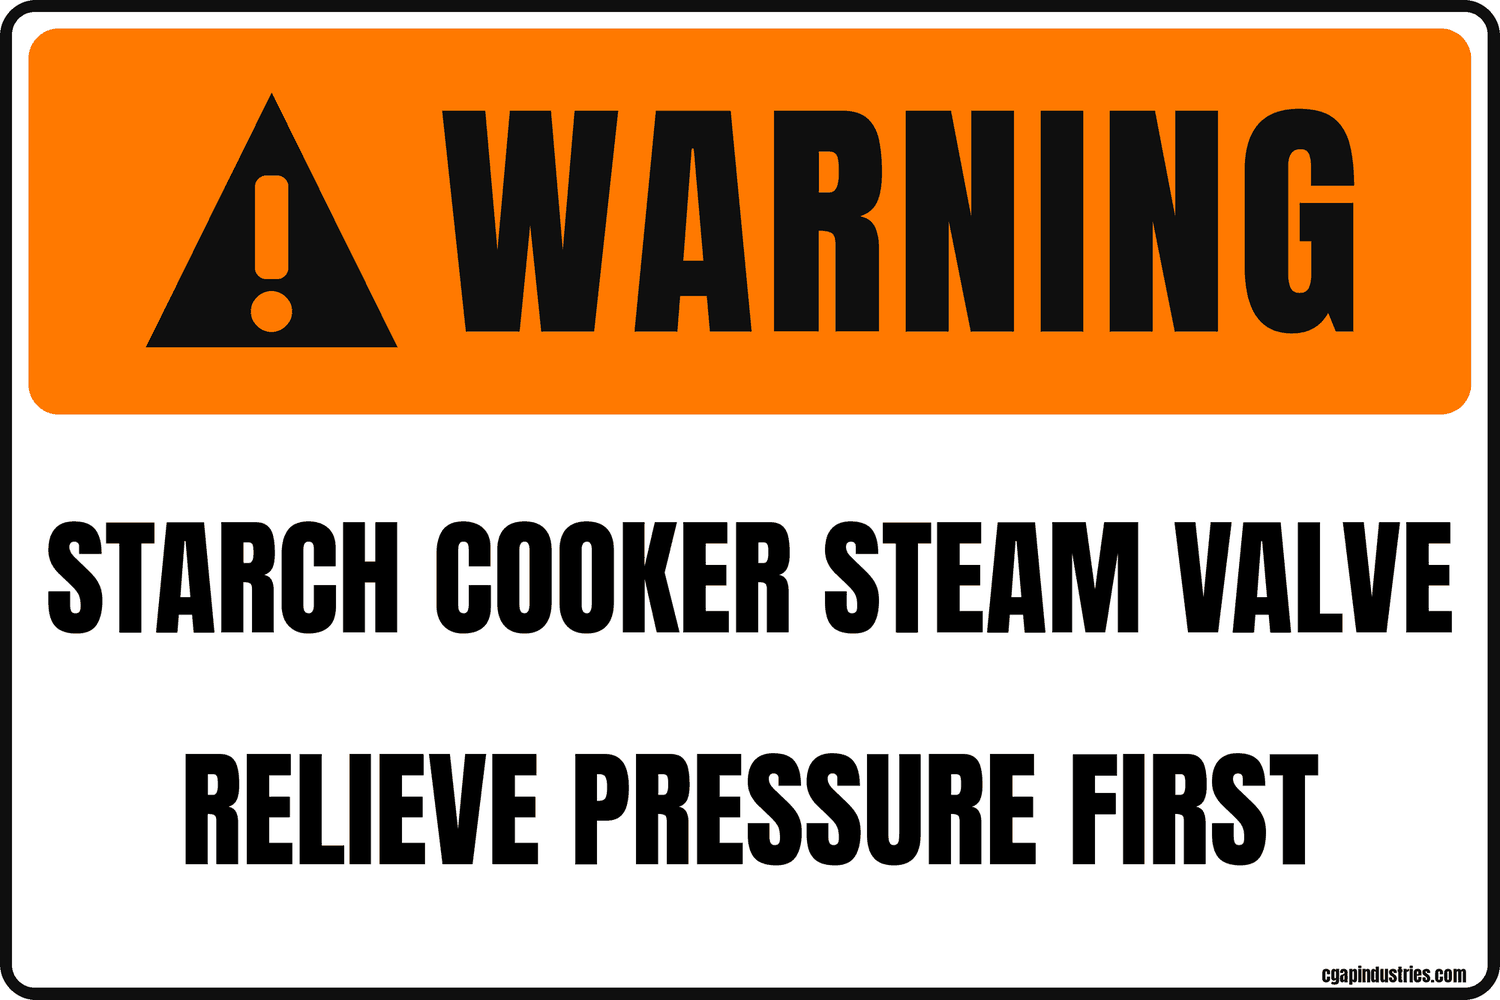 WARNING
STARCH COOKER STEAM VALVE
RELIEVE PRESSURE FIRST
cgapindustries.com